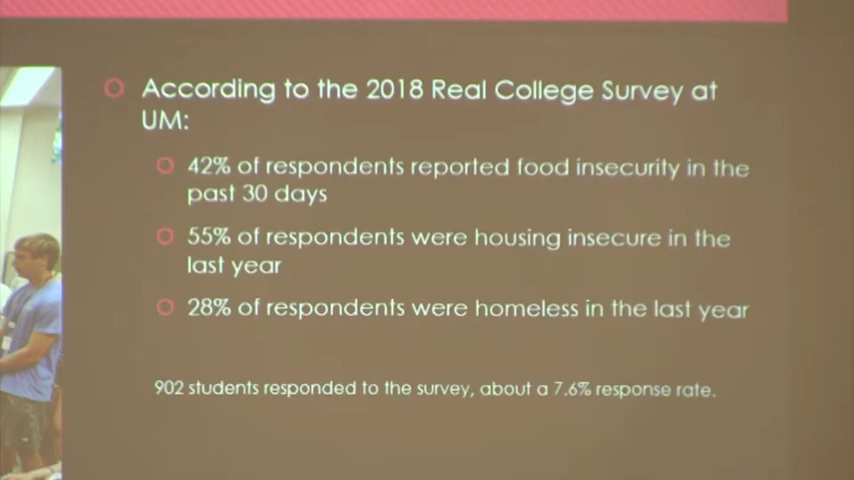 According to the 2018 Real College Survey at
UM:
42% of respondents reported food insecurity in the
past 30 days
55% of respondents were housing insecure in the
last year
28% of respondents were homeless in the last year
902 students responded to the survey, about a 7.6% response rate.